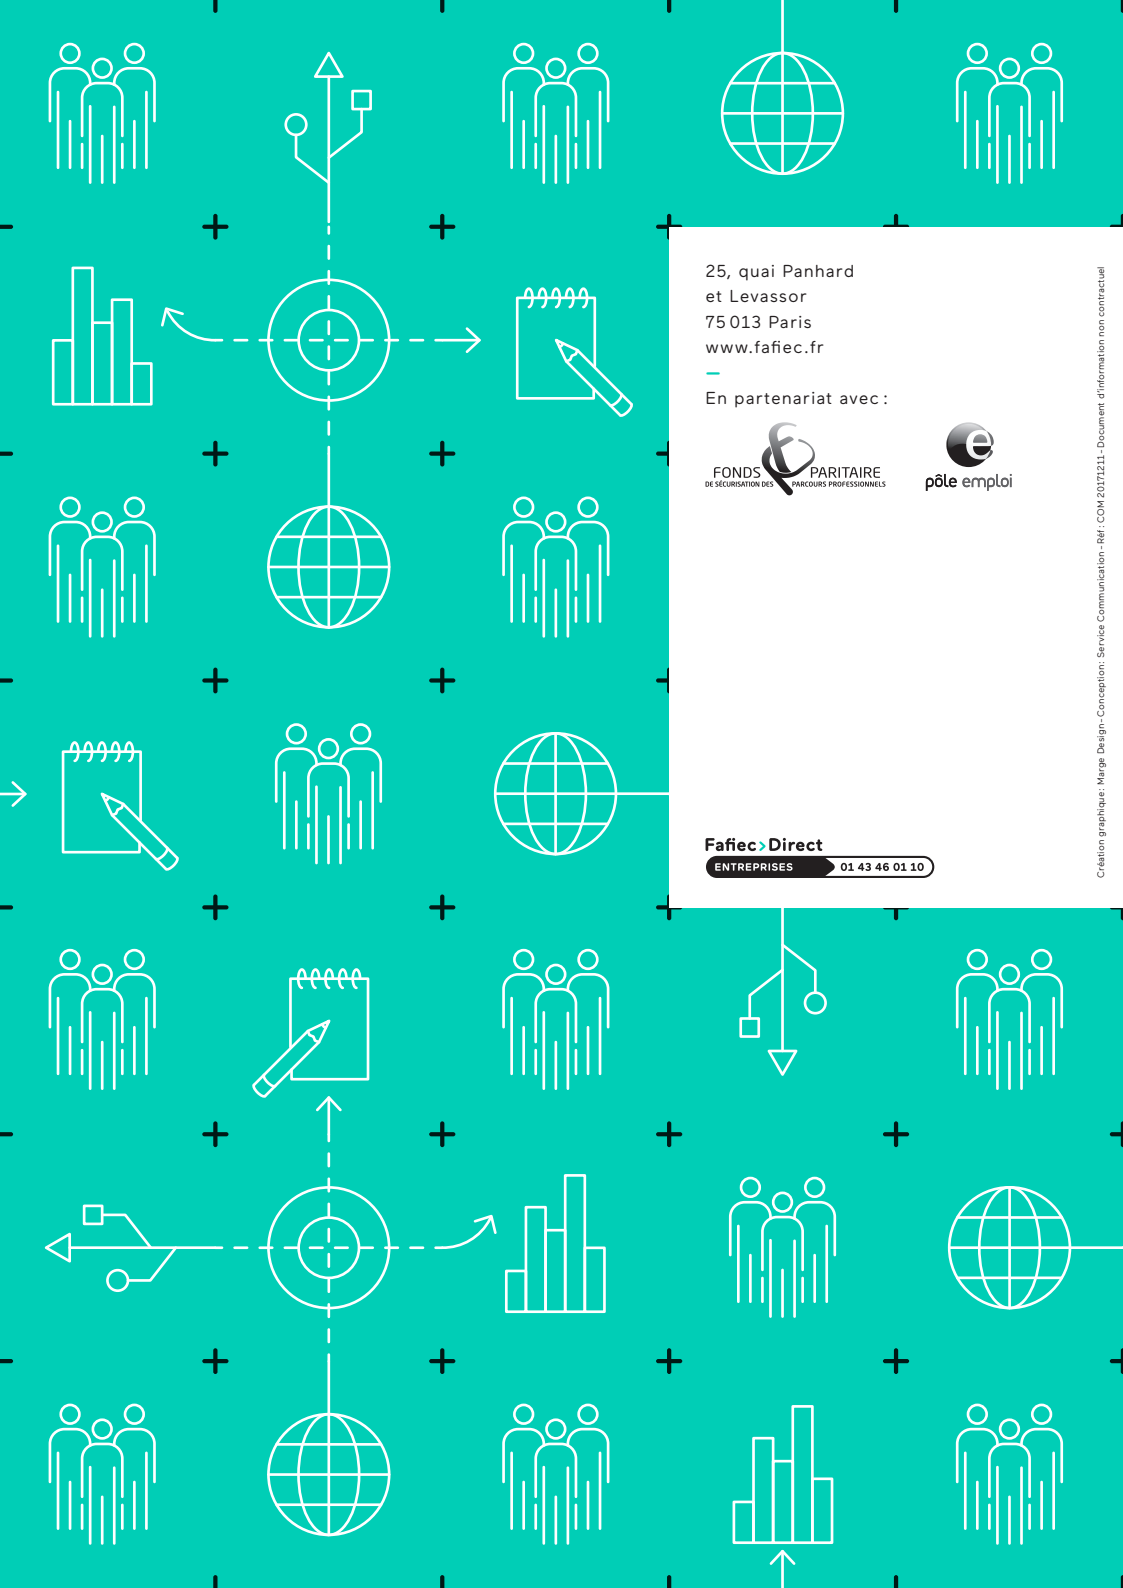 25, quai Panhard
et Levassor
75 013 Paris
www.fafiec.fr
En partenariat avec :
FONDS PARITAIRE
DE SÉCURISATION DES PARCOURS PROFESSIONNELS
e
pôle emploi
Fafiec>Direct
ENTREPRISES 01 43 46 01 10
Création graphique : Marge Design - Conception : Service Communication - Réf : COM 20171211 - Document d'information non contractuel